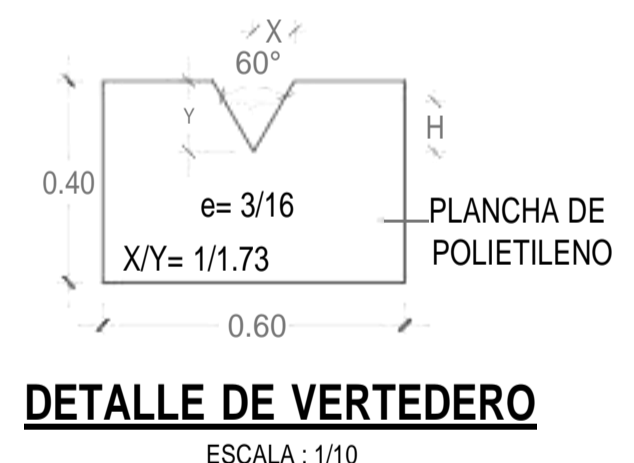 X
60°
Y
H
0.40
e= 3/16
PLANCHA DE
POLIETILENO
X/Y= 1/1.73
0.60
DETALLE DE VERTEDERO
ESCALA : 1/10